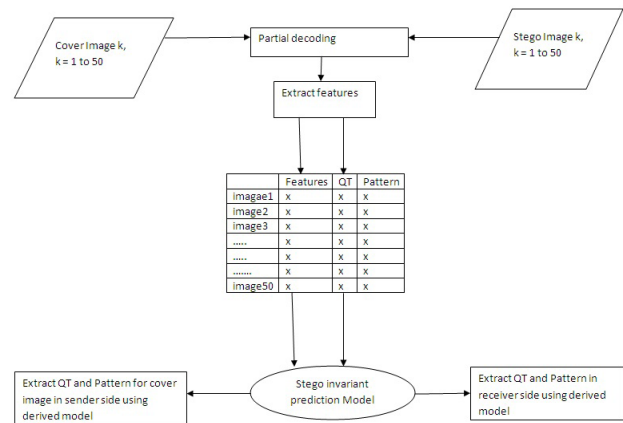 Cover Image k,
k = 1 to 50
Partial decoding
Stego Image k,
k = 1 to 50
Extract features
Features QT Pattern
imagae1 x x x
image2 x x x
image3 x x x
..... x x x
..... x x x
....... x x x
image50 x x x
Extract QT and Pattern for cover
image in sender side using
derived model
Stego invariant
prediction Model
Extract QT and Pattern in
receiver side using derived
model